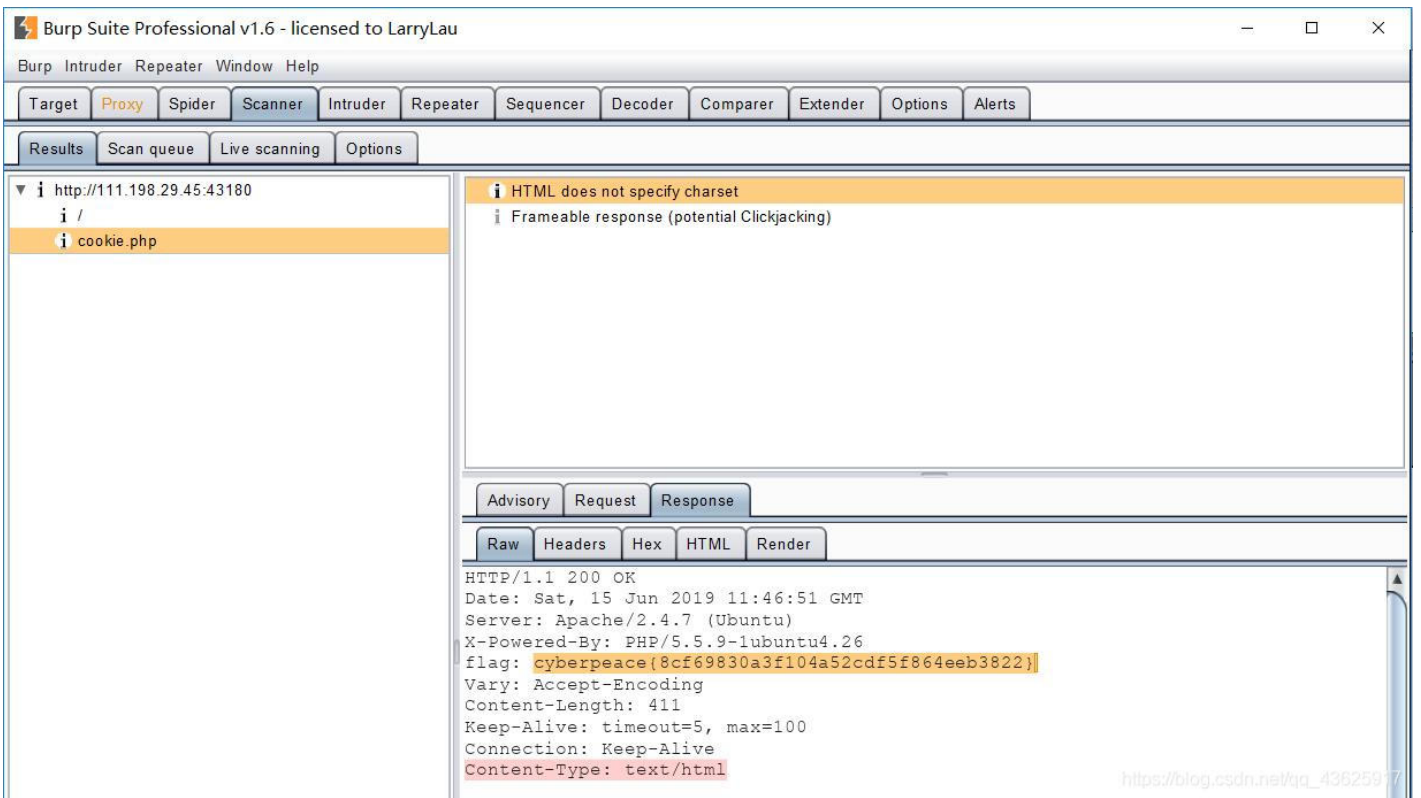 Burp Suite Professional v1.6 - licensed to LarryLau
Burp Intruder Repeater Window Help
Target Proxy Spider Scanner Intruder Repeater Sequencer Decoder Comparer Extender Options Alerts
Results Scan queue Live scanning Options
http://111.198.29.45:43180
/
cookie.php
HTML does not specify charset
Frameable response (potential Clickjacking)
Advisory Request Response
Raw Headers Hex HTML Render
HTTP/1.1 200 OK
Date: Sat, 15 Jun 2019 11:46:51 GMT
Server: Apache/2.4.7 (Ubuntu)
X-Powered-By: PHP/5.5.9-1ubuntu4.26
flag: cyberpeace{8cf69830a3f104a52cdf5f864eeb3822}
Vary: Accept-Encoding
Content-Length: 411
Keep-Alive: timeout=5, max=100
Connection: Keep-Alive
Content-Type: text/html
https://blog.csdn.net/qq_43625917